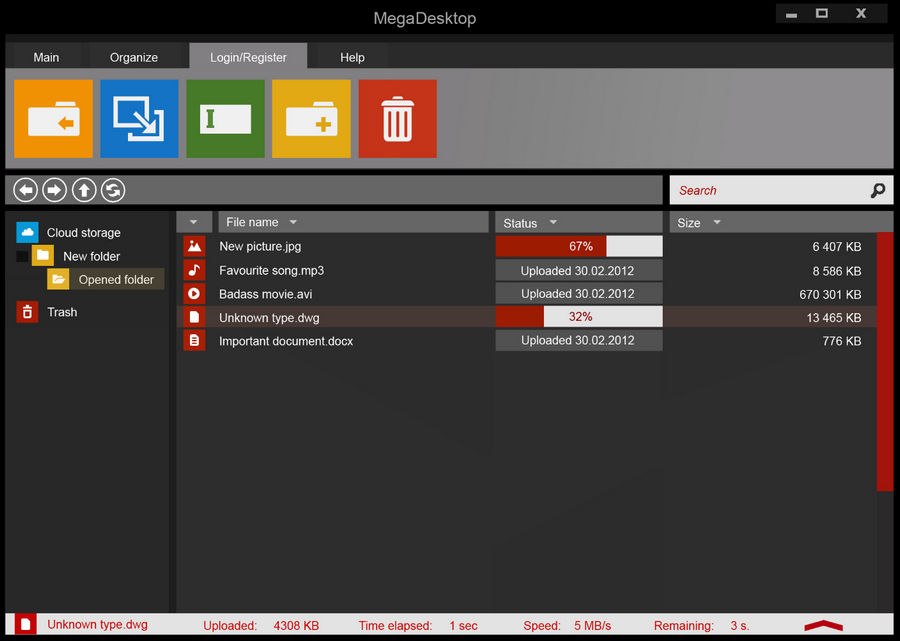 MegaDesktop
Main Organize Login/Register Help
Search
File name Status Size
Cloud storage
New folder
Opened folder
Trash
New picture.jpg 67% 6 407 KB
Favourite song.mp3 Uploaded 30.02.2012 8 586 KB
Badass movie.avi Uploaded 30.02.2012 670 301 KB
Unknown type.dwg 32% 13 465 KB
Important document.docx Uploaded 30.02.2012 776 KB
Unknown type.dwg Uploaded: 4308 KB Time elapsed: 1 sec Speed: 5 MB/s Remaining: 3 s.